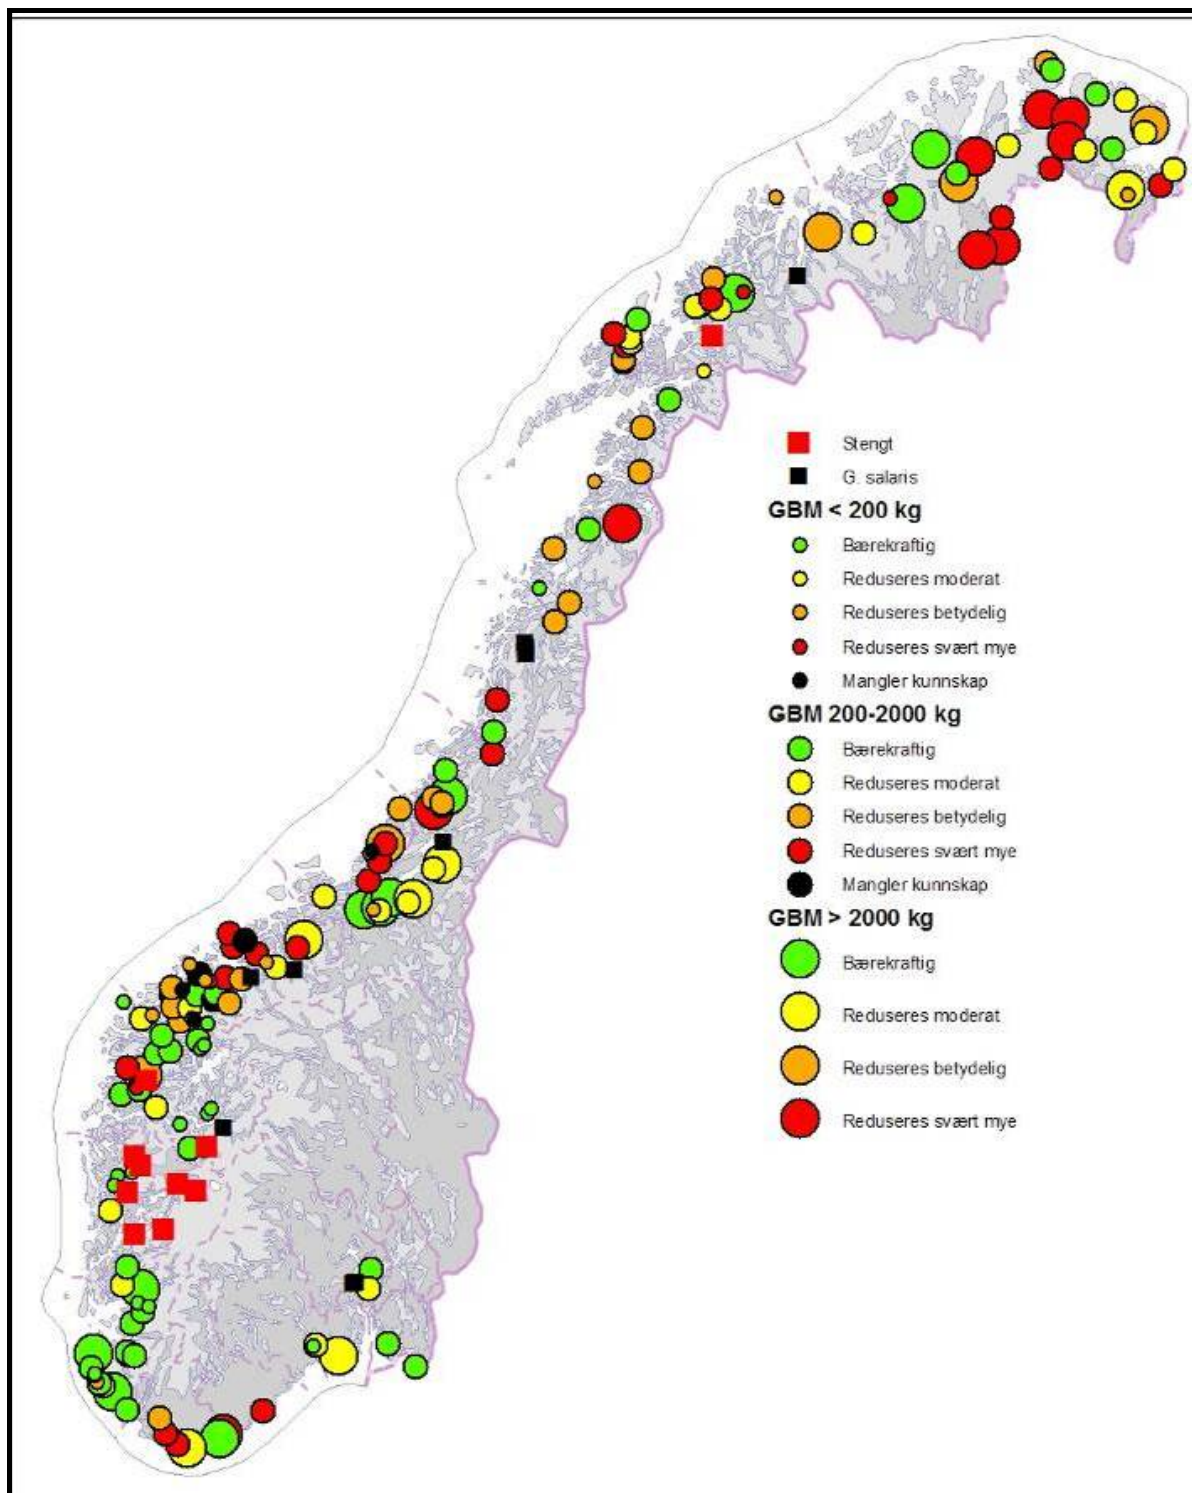 Stengt
G. salaris
GBM < 200 kg
Bærekraftig
Reduseres moderat
Reduseres betydelig
Reduseres svært mye
Mangler kunnskap
GBM 200-2000 kg
Bærekraftig
Reduseres moderat
Reduseres betydelig
Reduseres svært mye
Mangler kunnskap
GBM > 2000 kg
Bærekraftig
Reduseres moderat
Reduseres betydelig
Reduseres svært mye